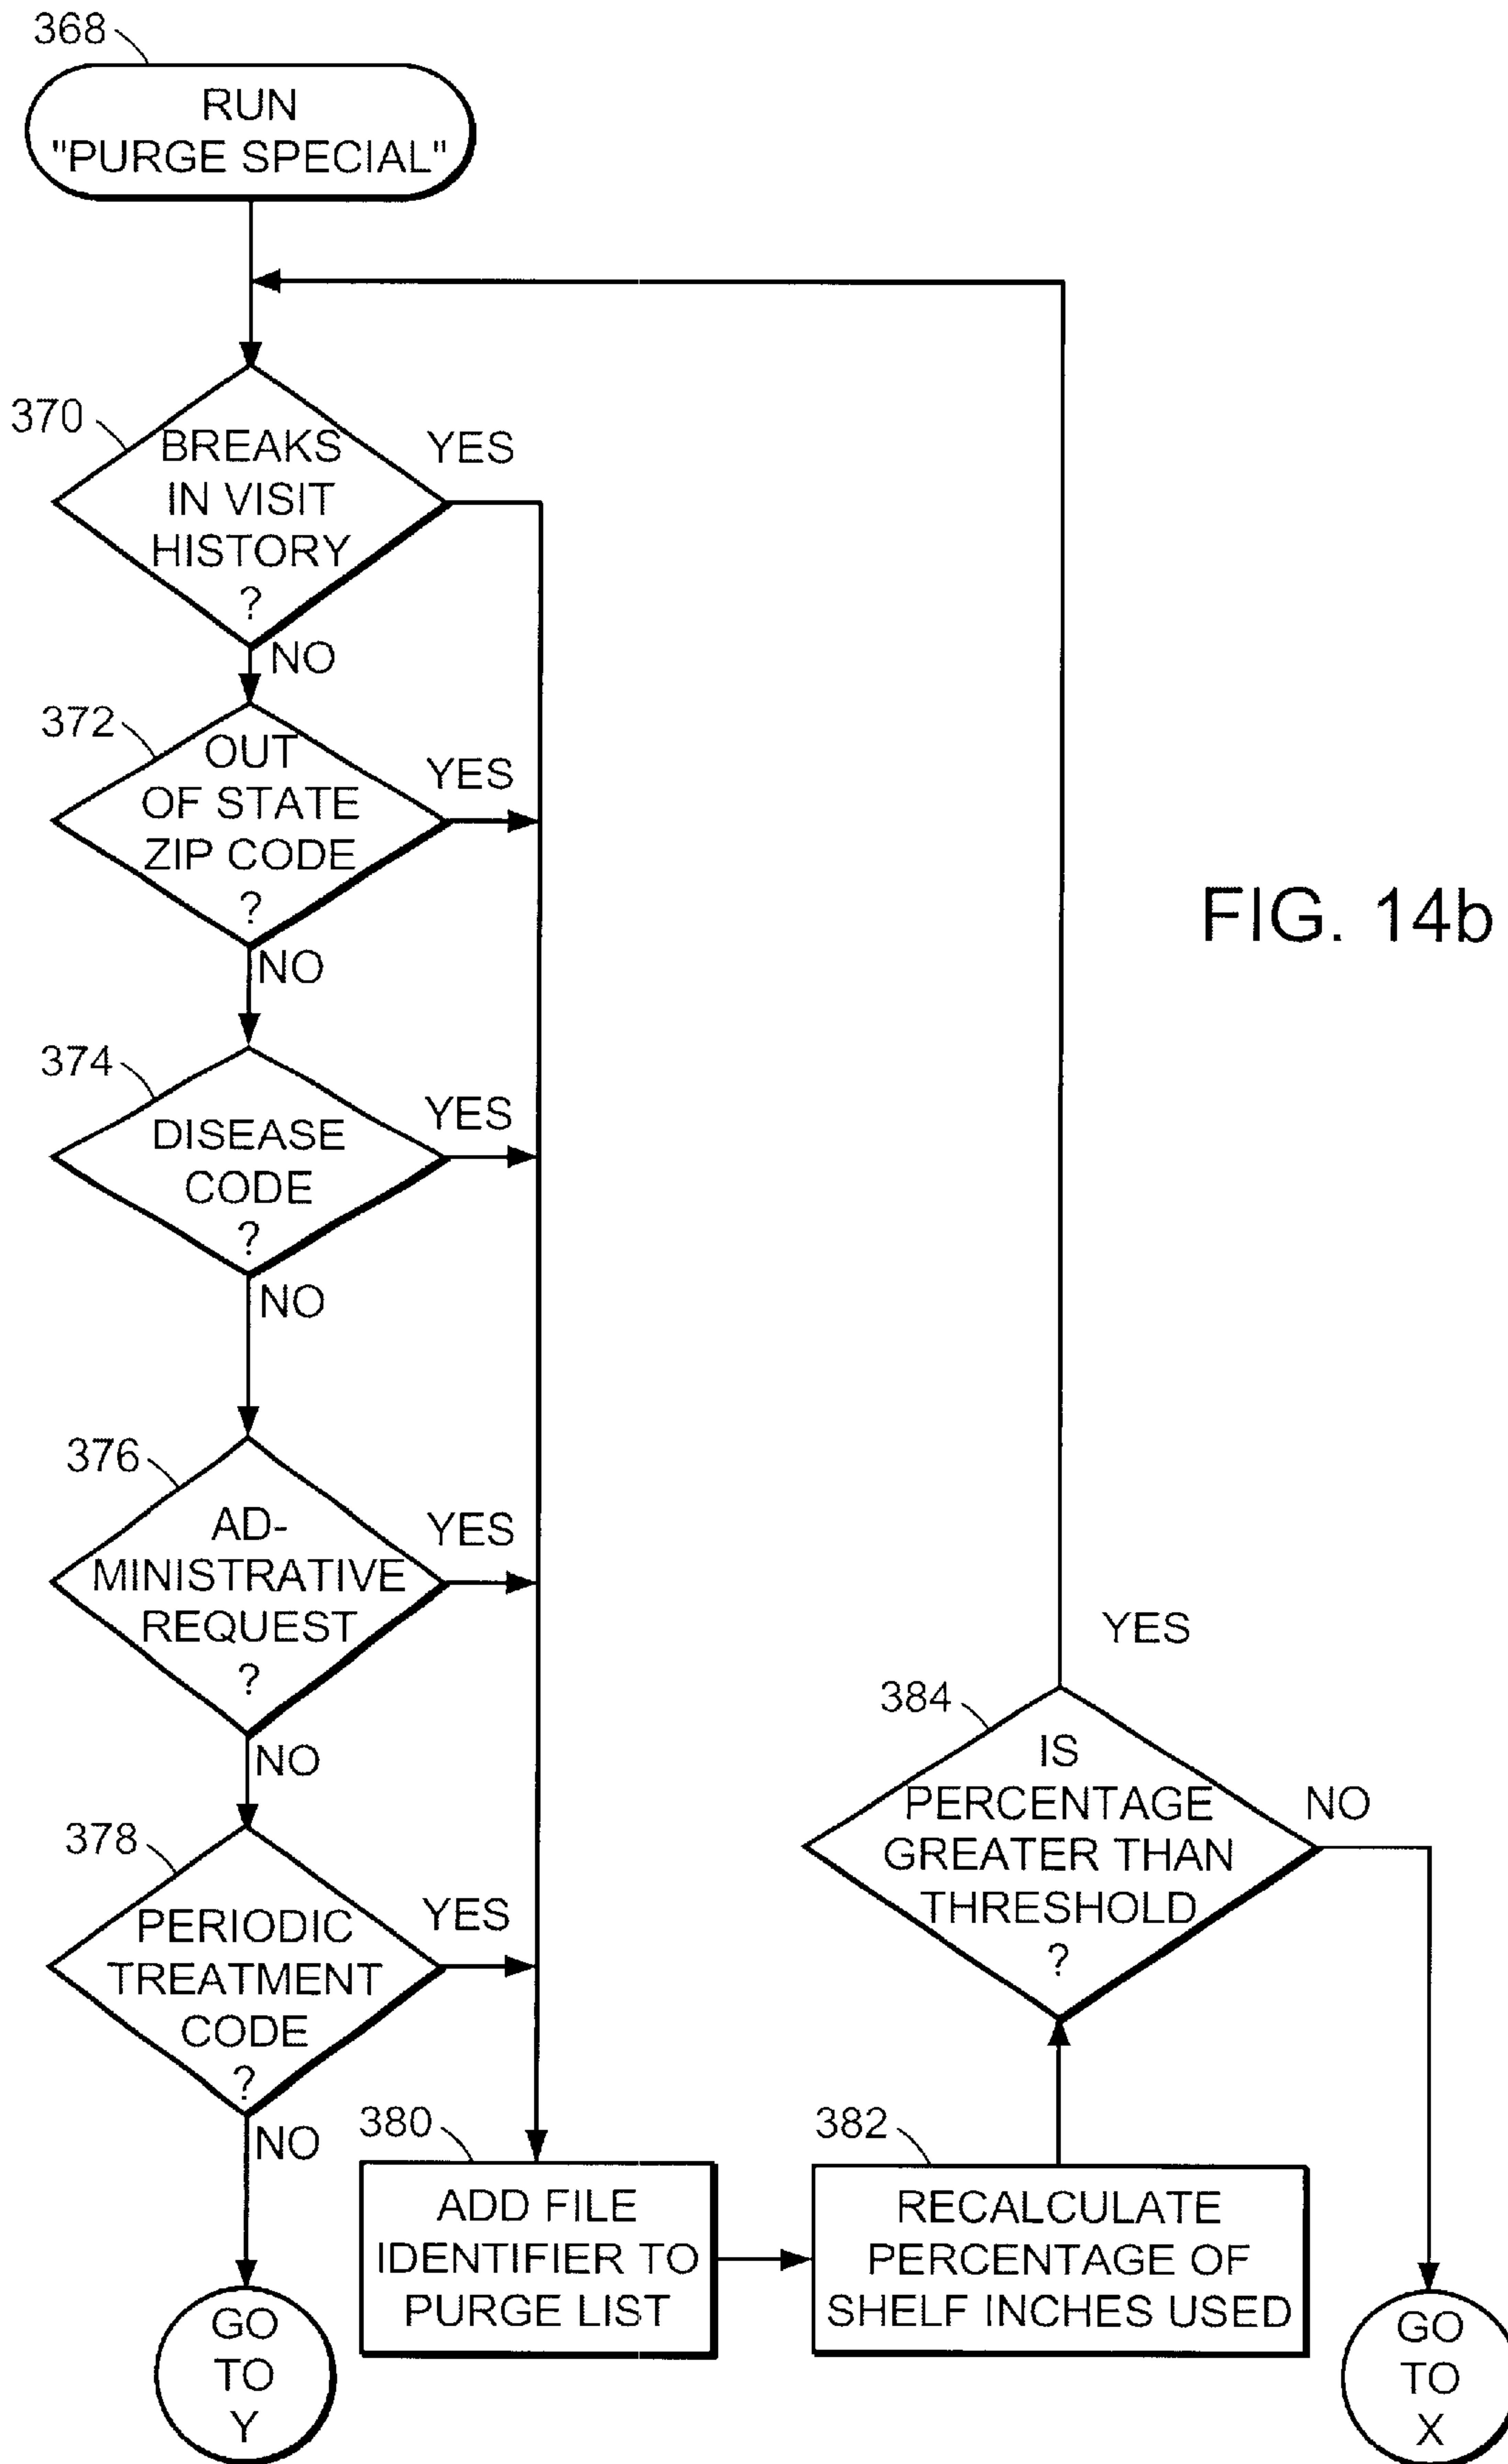 368
RUN
"PURGE SPECIAL"
370
BREAKS
IN VISIT
HISTORY
?
YES
NO
372
OUT
OF STATE
ZIP CODE
?
YES
NO
FIG. 14b
374
DISEASE
CODE
?
YES
NO
376
AD-
MINISTRATIVE
REQUEST
?
YES
NO
378
PERIODIC
TREATMENT
CODE
?
YES
NO
GO
TO
Y
380
ADD FILE
IDENTIFIER TO
PURGE LIST
382
RECALCULATE
PERCENTAGE OF
SHELF INCHES USED
384
IS
PERCENTAGE
GREATER THAN
THRESHOLD
?
YES
NO
GO
TO
X